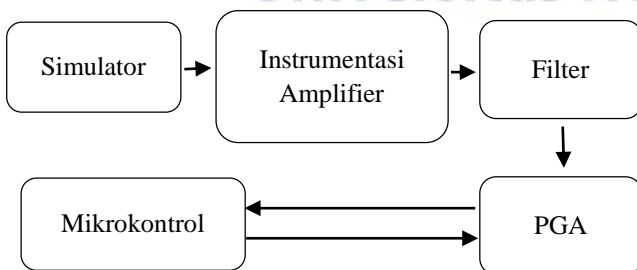 Simulator
Instrumentasi
Amplifier
Filter
Mikrokontrol
PGA